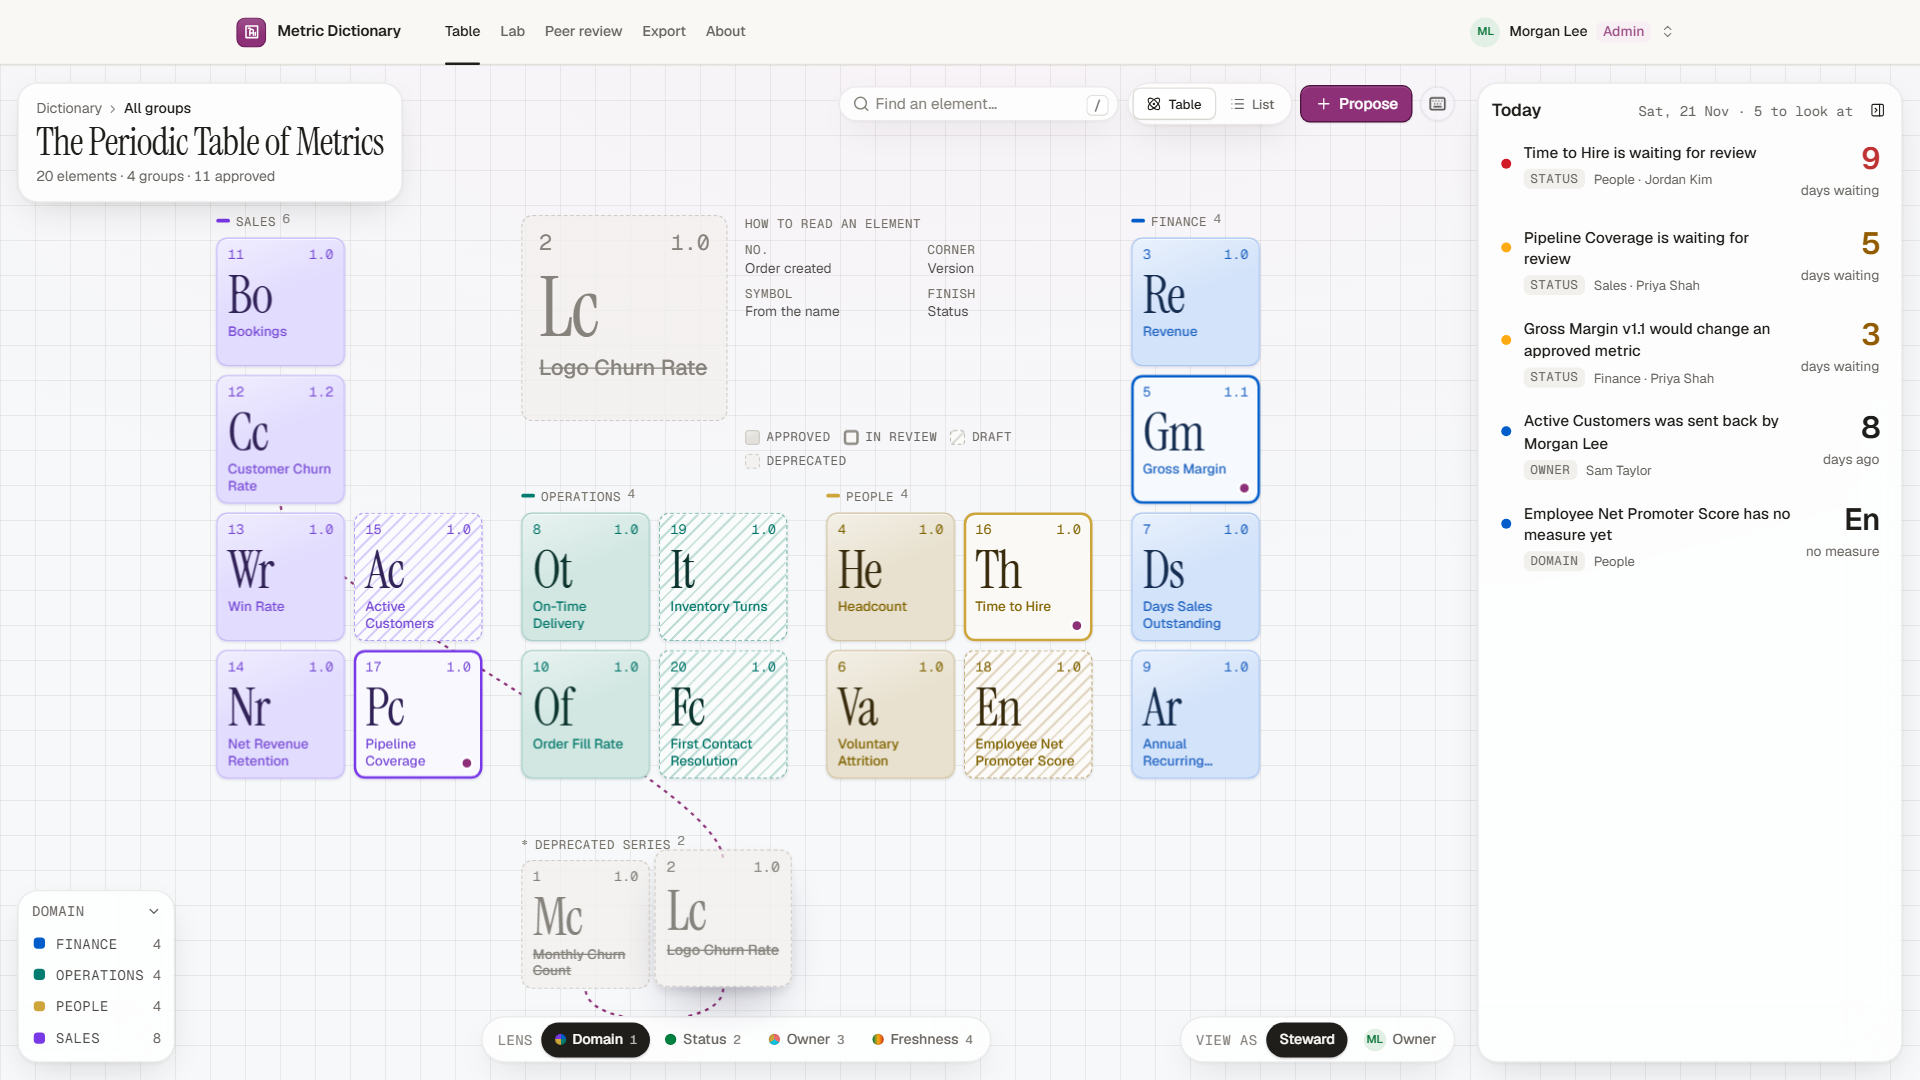 Metric Dictionary
Table
Lab
Peer review
Export
About
ML Morgan Lee Admin
Dictionary › All groups
The Periodic Table of Metrics
20 elements · 4 groups · 11 approved
Find an element... /
Table
List
+ Propose
SALES 6
11 1.0
Bo
Bookings
12 1.2
Cc
Customer Churn
Rate
13 1.0
Wr
Win Rate
15 1.0
Ac
Active
Customers
14 1.0
Nr
Net Revenue
Retention
17 1.0
Pc
Pipeline
Coverage
2 1.0
Lc
Logo Churn Rate
HOW TO READ AN ELEMENT
NO.
Order created
CORNER
Version
SYMBOL
From the name
FINISH
Status
APPROVED
IN REVIEW
DRAFT
DEPRECATED
OPERATIONS 4
8 1.0
Ot
On-Time
Delivery
19 1.0
It
Inventory Turns
10 1.0
Of
Order Fill Rate
20 1.0
Fc
First Contact
Resolution
PEOPLE 4
4 1.0
He
Headcount
16 1.0
Th
Time to Hire
6 1.0
Va
Voluntary
Attrition
18 1.0
En
Employee Net
Promoter Score
FINANCE 4
3 1.0
Re
Revenue
5 1.1
Gm
Gross Margin
7 1.0
Ds
Days Sales
Outstanding
9 1.0
Ar
Annual
Recurring...
* DEPRECATED SERIES 2
1 1.0
Mc
Monthly Churn
Count
2 1.0
Lc
Logo Churn Rate
DOMAIN
FINANCE 4
OPERATIONS 4
PEOPLE 4
SALES 8
LENS
Domain 1
Status 2
Owner 3
Freshness 4
VIEW AS
Steward
ML Owner
Today
Sat, 21 Nov · 5 to look at
Time to Hire is waiting for review
STATUS People · Jordan Kim
9
days waiting
Pipeline Coverage is waiting for
review
STATUS Sales · Priya Shah
5
days waiting
Gross Margin v1.1 would change an
approved metric
STATUS Finance · Priya Shah
3
days waiting
Active Customers was sent back by
Morgan Lee
OWNER Sam Taylor
8
days ago
Employee Net Promoter Score has no
measure yet
DOMAIN People
En
no measure